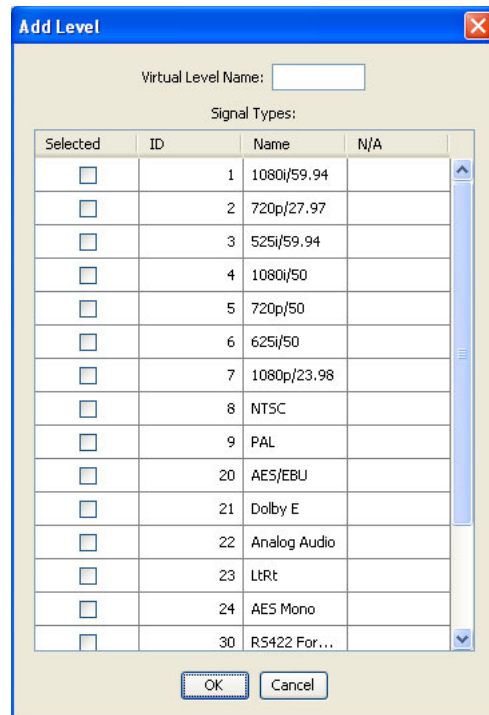 Add Level
Virtual Level Name:
Signal Types:
Selected ID Name N/A
1 1080i/59.94
2 720p/27.97
3 525i/59.94
4 1080i/50
5 720p/50
6 625i/50
7 1080p/23.98
8 NTSC
9 PAL
20 AES/EBU
21 Dolby E
22 Analog Audio
23 LtRt
24 AES Mono
30 RS422 For...
OK Cancel